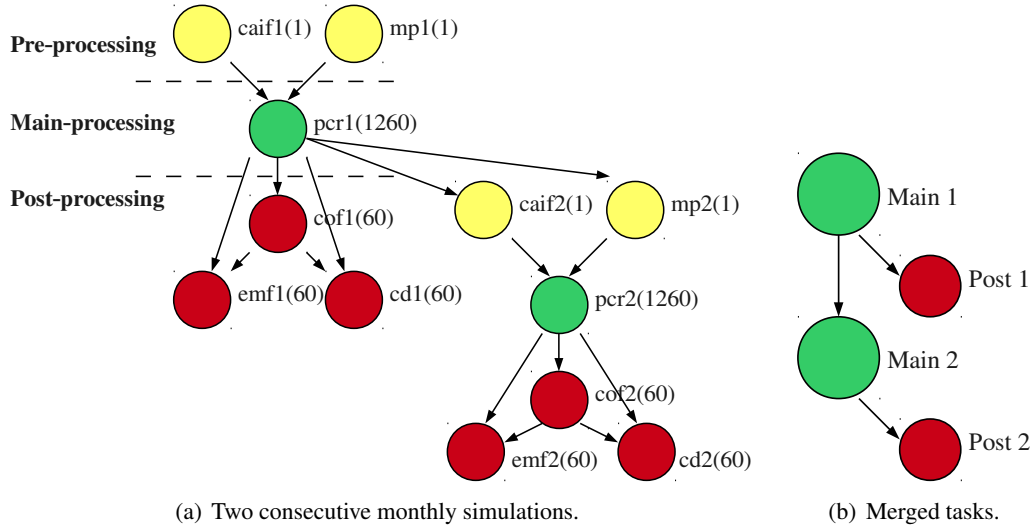 caif1(1)
mp1(1)
Pre-processing
Main-processing
pcr1(1260)
Post-processing
cof1(60)
caif2(1)
mp2(1)
emf1(60)
cd1(60)
pcr2(1260)
cof2(60)
emf2(60)
cd2(60)
(a) Two consecutive monthly simulations.
Main 1
Post 1
Main 2
Post 2
(b) Merged tasks.